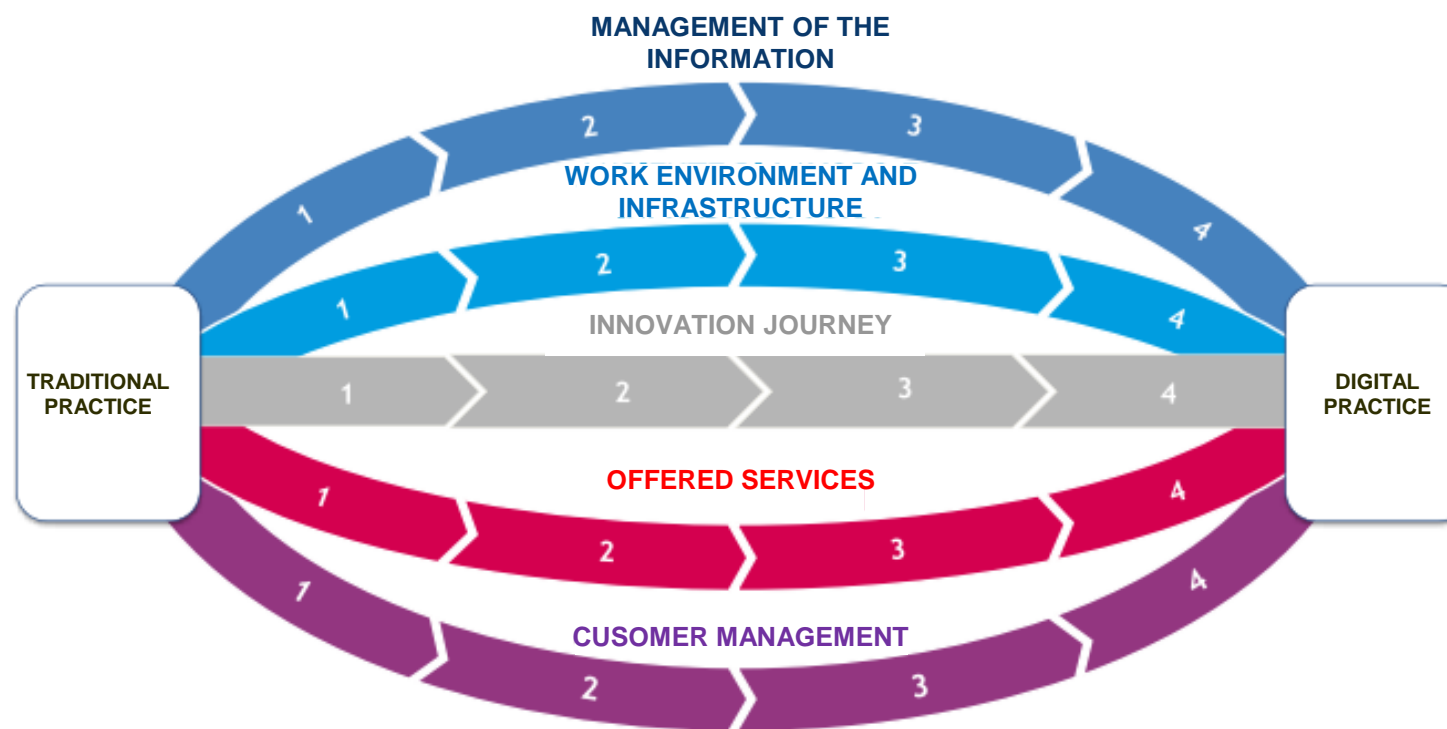 MANAGEMENT OF THE
INFORMATION
1
2
3
4
WORK ENVIRONMENT AND
INFRASTRUCTURE
1
2
3
4
INNOVATION JOURNEY
TRADITIONAL
PRACTICE
1
2
3
4
DIGITAL
PRACTICE
OFFERED SERVICES
1
2
3
4
CUSOMER MANAGEMENT
1
2
3
4